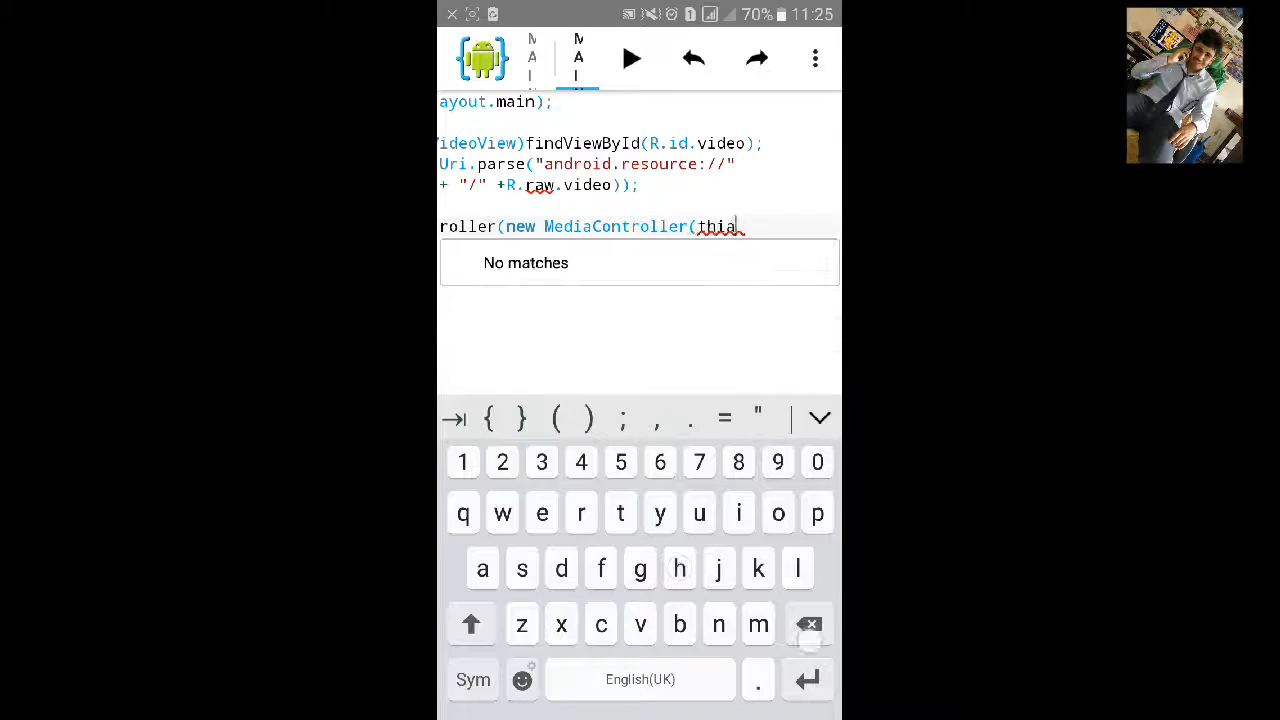 70% 11:25
M
A
I
M
A
I
ayout.main);
ideoView)findViewById(R.id.video);
Uri.parse("android.resource://"
+ "/" +R.raw.video));
roller(new MediaController(thia
No matches
{ } ( ) ; , . = " |
1 2 3 4 5 6 7 8 9 0
q w e r t y u i o p
a s d f g h j k l
z x c v b n m
Sym English(UK) .